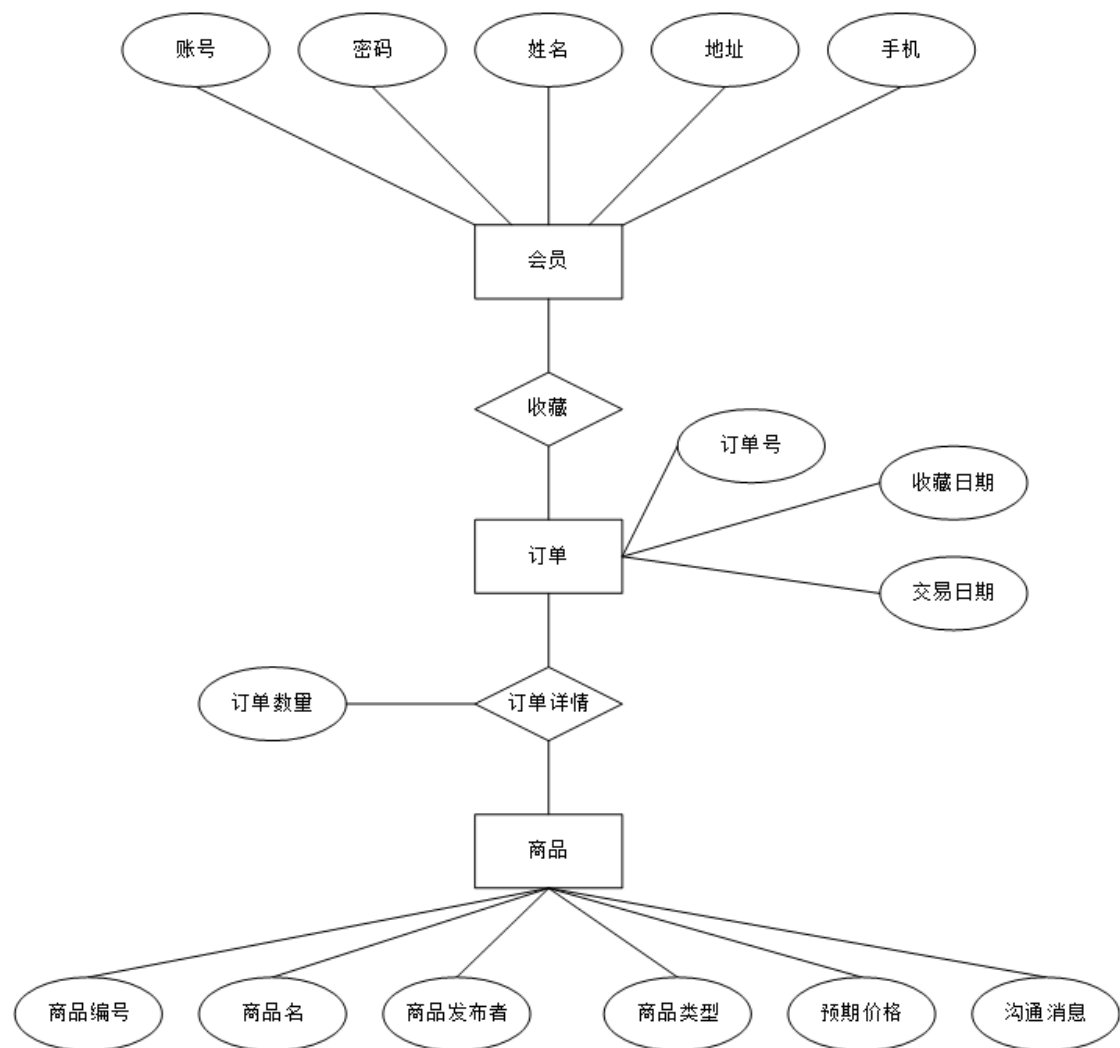 账号
密码
姓名
地址
手机
会员
收藏
订单号
收藏日期
订单
交易日期
订单数量
订单详情
商品
商品编号
商品名
商品发布者
商品类型
预期价格
沟通消息